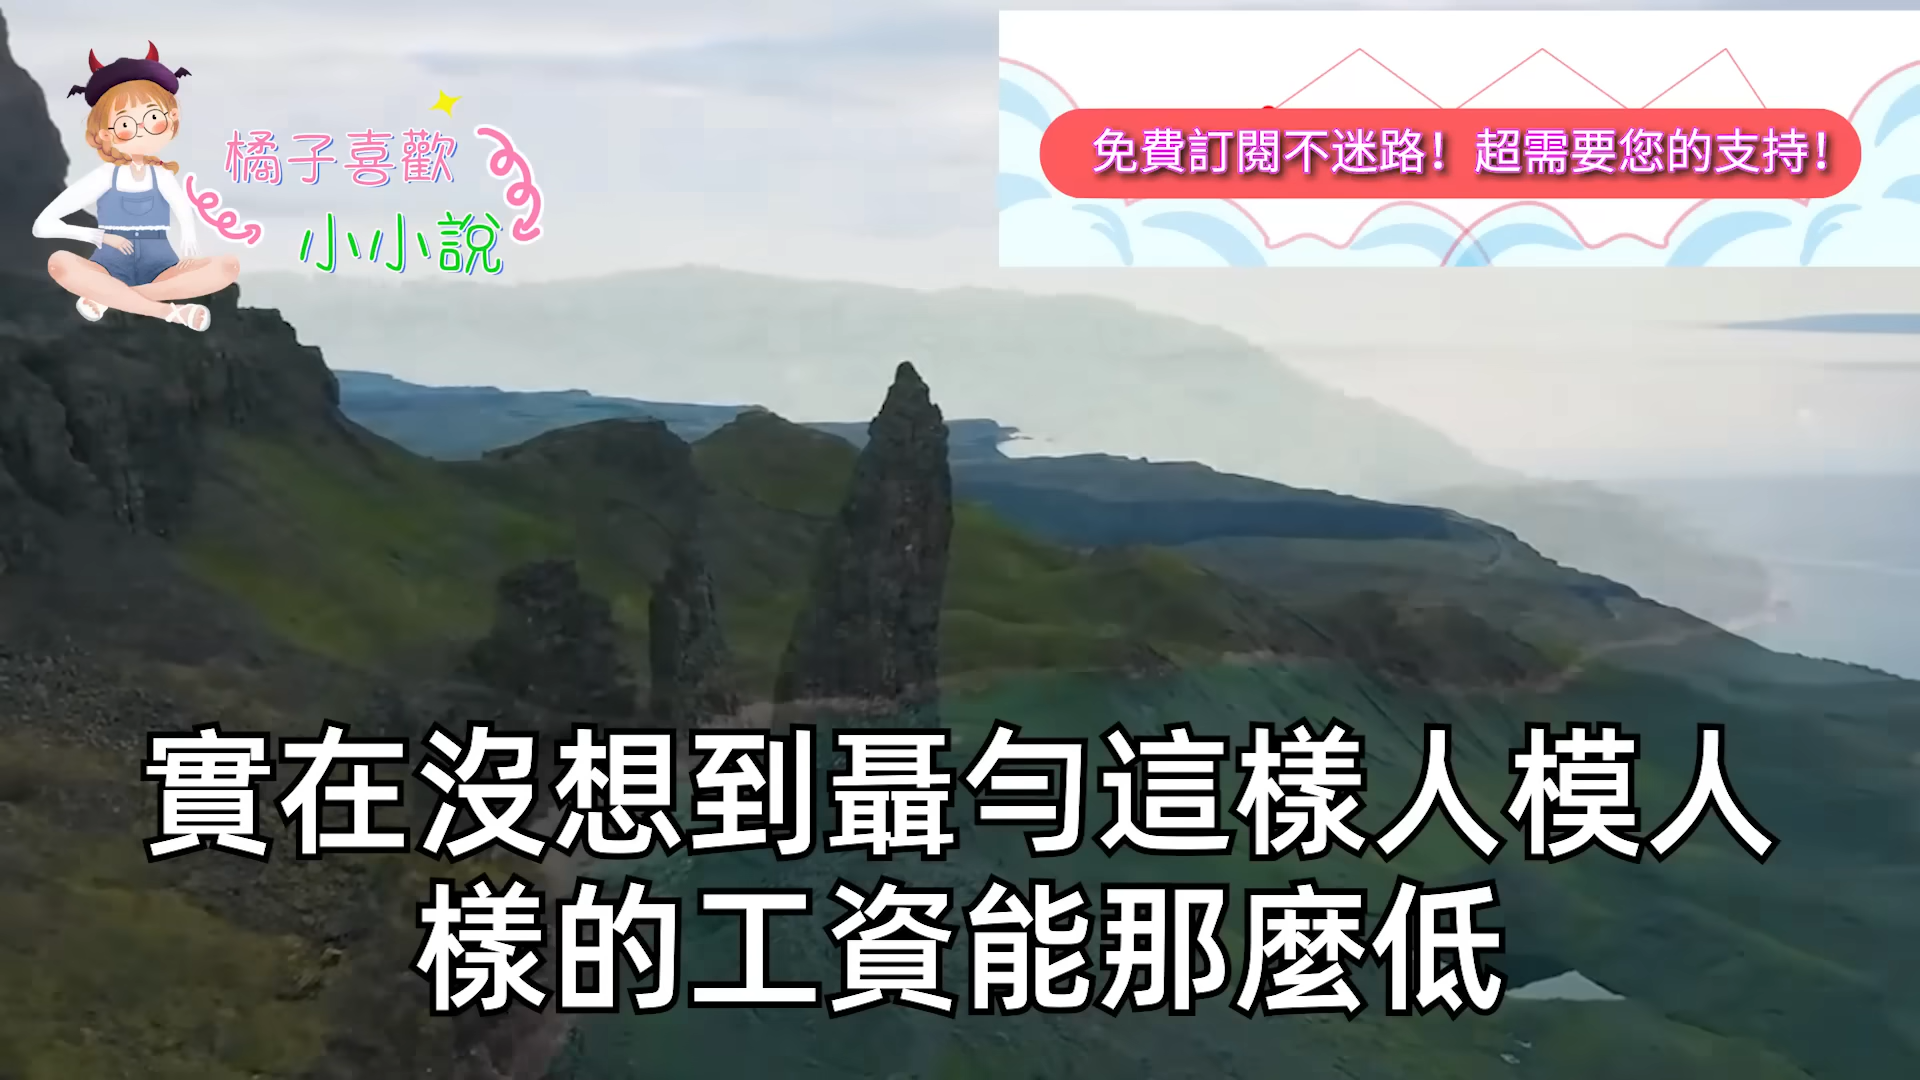 橘子喜歡
小小說
免費訂閱不迷路！超需要您的支持！
實在沒想到聶勻這樣人模人
樣的工資能那麼低